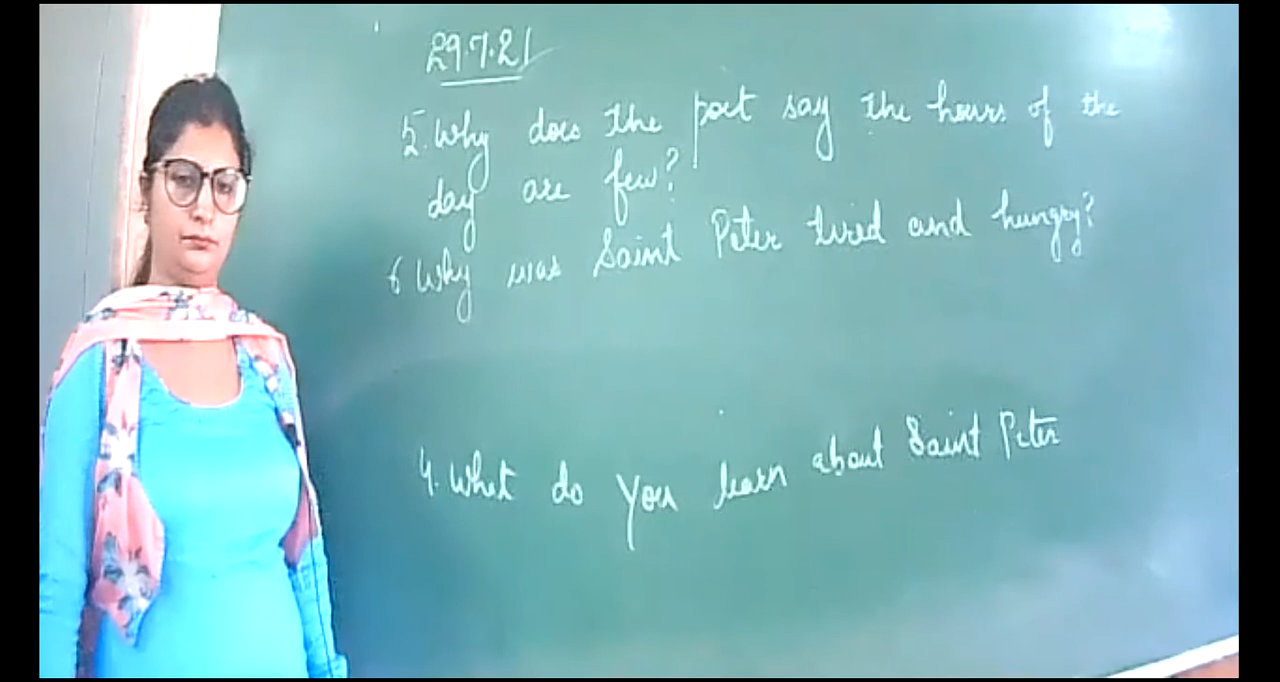 29.7.21
5. Why does the poet say the hours of the
day are few?
6 Why was Saint Peter tired and hungry?
4. What do you learn about Saint Peter